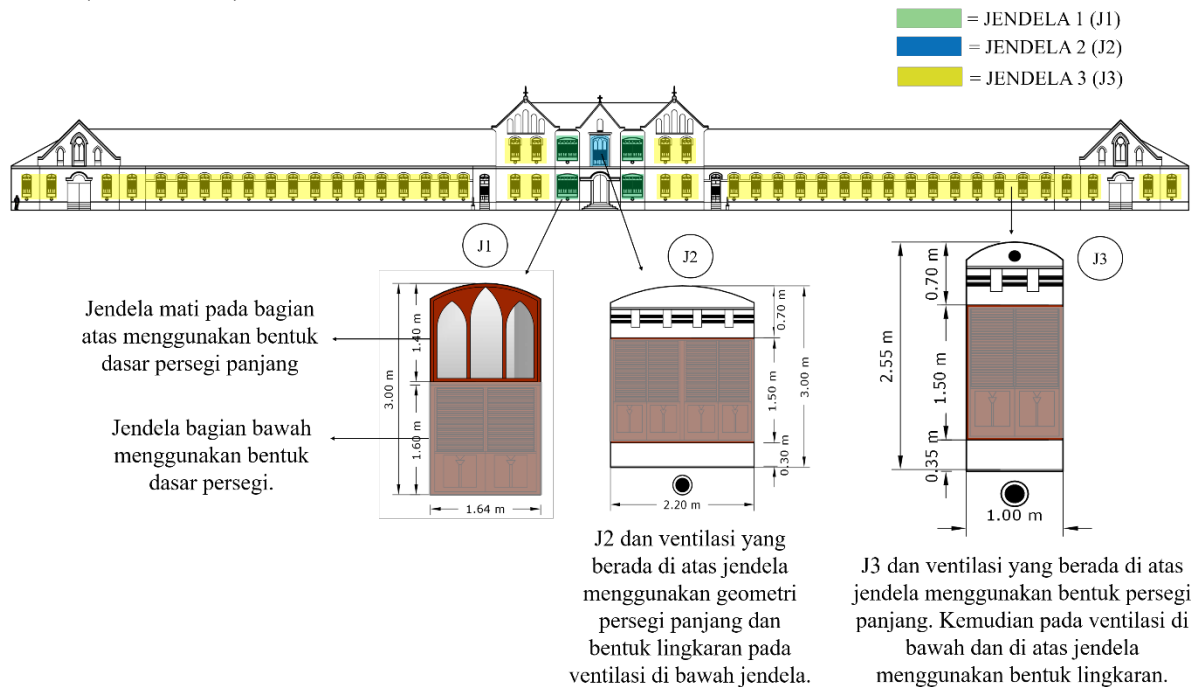 = JENDELA 1 (J1)
= JENDELA 2 (J2)
= JENDELA 3 (J3)
J1
J2
J3
Jendela mati pada bagian
atas menggunakan bentuk
dasar persegi panjang
Jendela bagian bawah
menggunakan bentuk
dasar persegi.
3.00 m
1.40 m
1.60 m
1.64 m
0.70 m
1.50 m
0.30 m
3.00 m
2.20 m
2.55 m
0.70 m
1.50 m
0.35 m
1.00 m
J2 dan ventilasi yang
berada di atas jendela
menggunakan geometri
persegi panjang dan
bentuk lingkaran pada
ventilasi di bawah jendela.
J3 dan ventilasi yang berada di atas
jendela menggunakan bentuk persegi
panjang. Kemudian pada ventilasi di
bawah dan di atas jendela
menggunakan bentuk lingkaran.